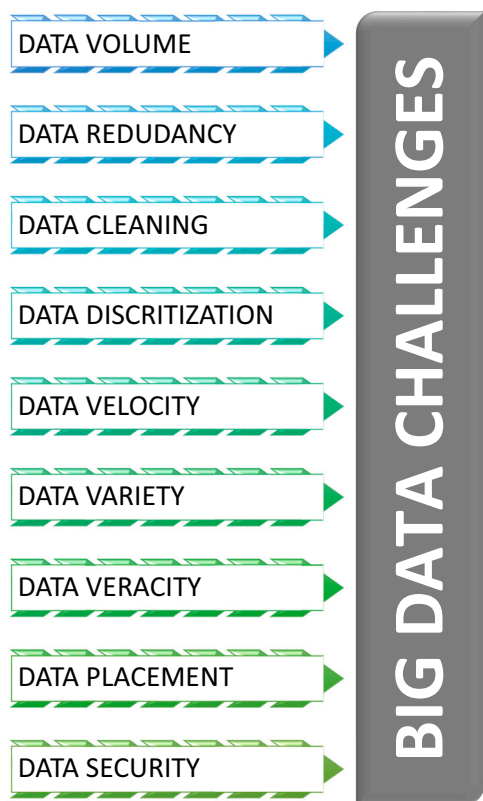 DATA VOLUME
DATA REDUDANCY
DATA CLEANING
DATA DISCRITIZATION
DATA VELOCITY
DATA VARIETY
DATA VERACITY
DATA PLACEMENT
DATA SECURITY
BIG DATA CHALLENGES